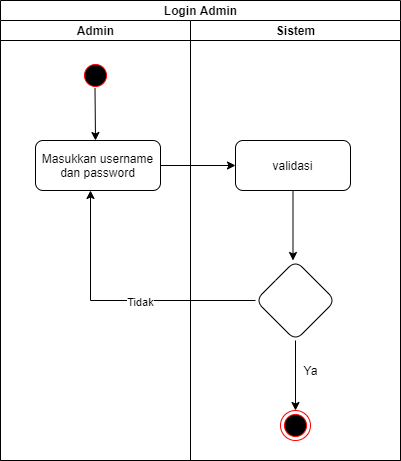 Login Admin
Admin
Sistem
Masukkan username
dan password
validasi
Tidak
Ya